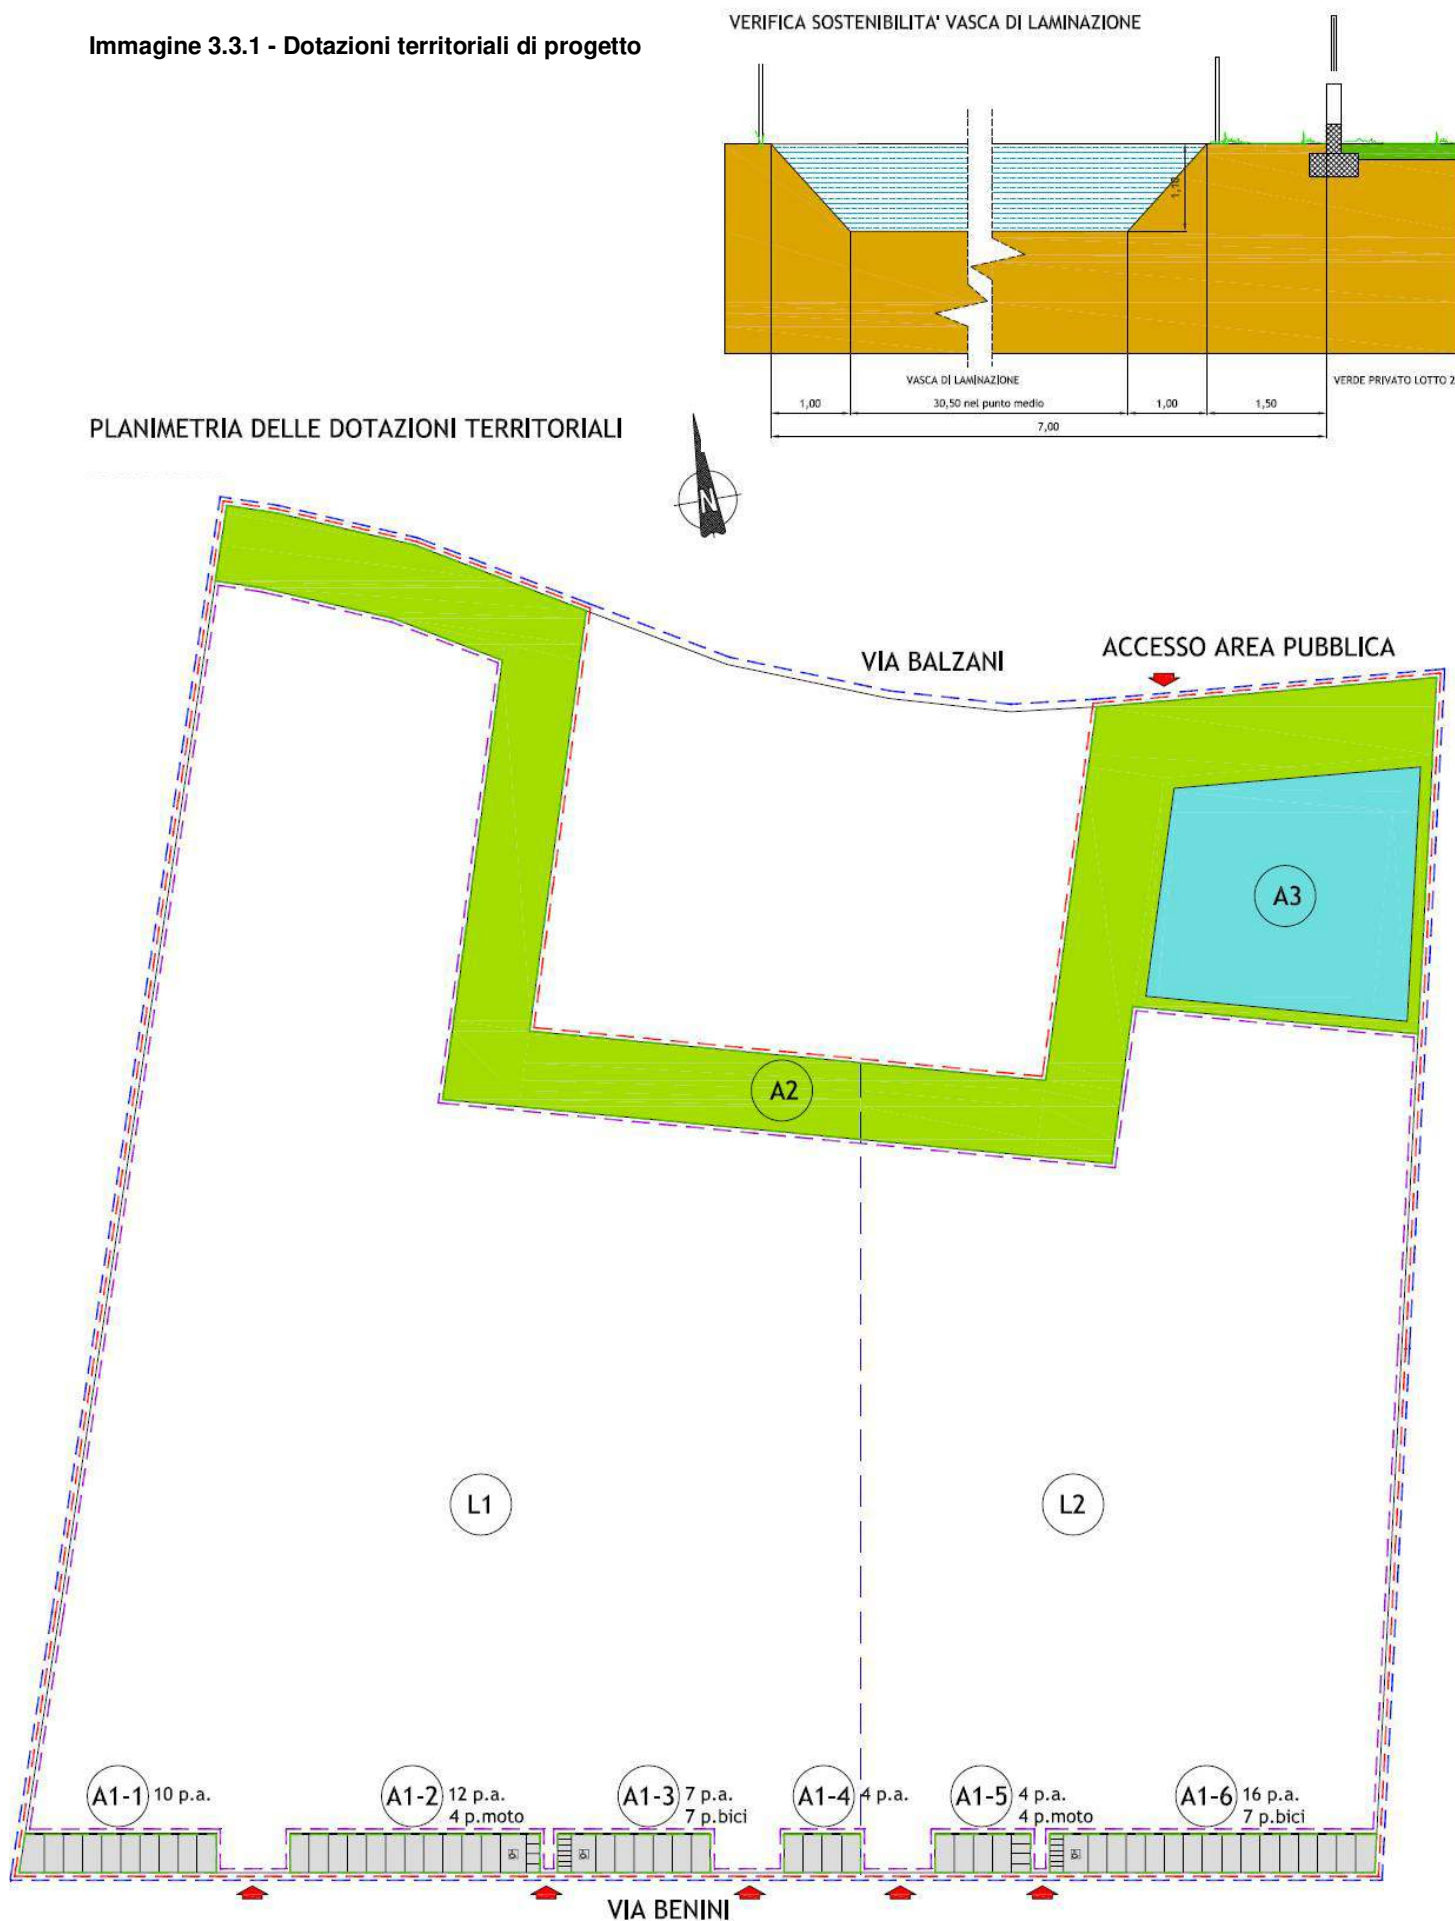 VERIFICA SOSTENIBILITA' VASCA DI LAMINAZIONE
Immagine 3.3.1 - Dotazioni territoriali di progetto
1,10
VASCA DI LAMINAZIONE
VERDE PRIVATO LOTTO 2
1,00
30,50 nel punto medio
1,00
1,50
7,00
PLANIMETRIA DELLE DOTAZIONI TERRITORIALI
N
VIA BALZANI
ACCESSO AREA PUBBLICA
A3
A2
L1
L2
A1-1 10 p.a.
A1-2 12 p.a.
4 p.moto
A1-3 7 p.a.
7 p.bici
A1-4 4 p.a.
A1-5 4 p.a.
4 p.moto
A1-6 16 p.a.
7 p.bici
VIA BENINI